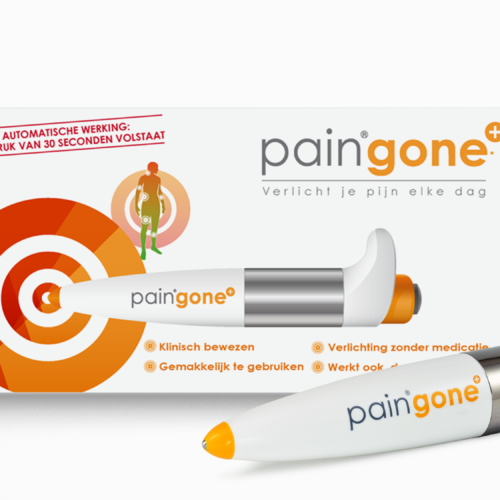 AUTOMATISCHE WERKING:
RUK VAN 30 SECONDEN VOLSTAAT
pain®gone+
Verlicht je pijn elke dag
pain®gone+
Klinisch bewezen
Verlichting zonder medicatie
Gemakkelijk te gebruiken
Werkt ook
pain®gone+